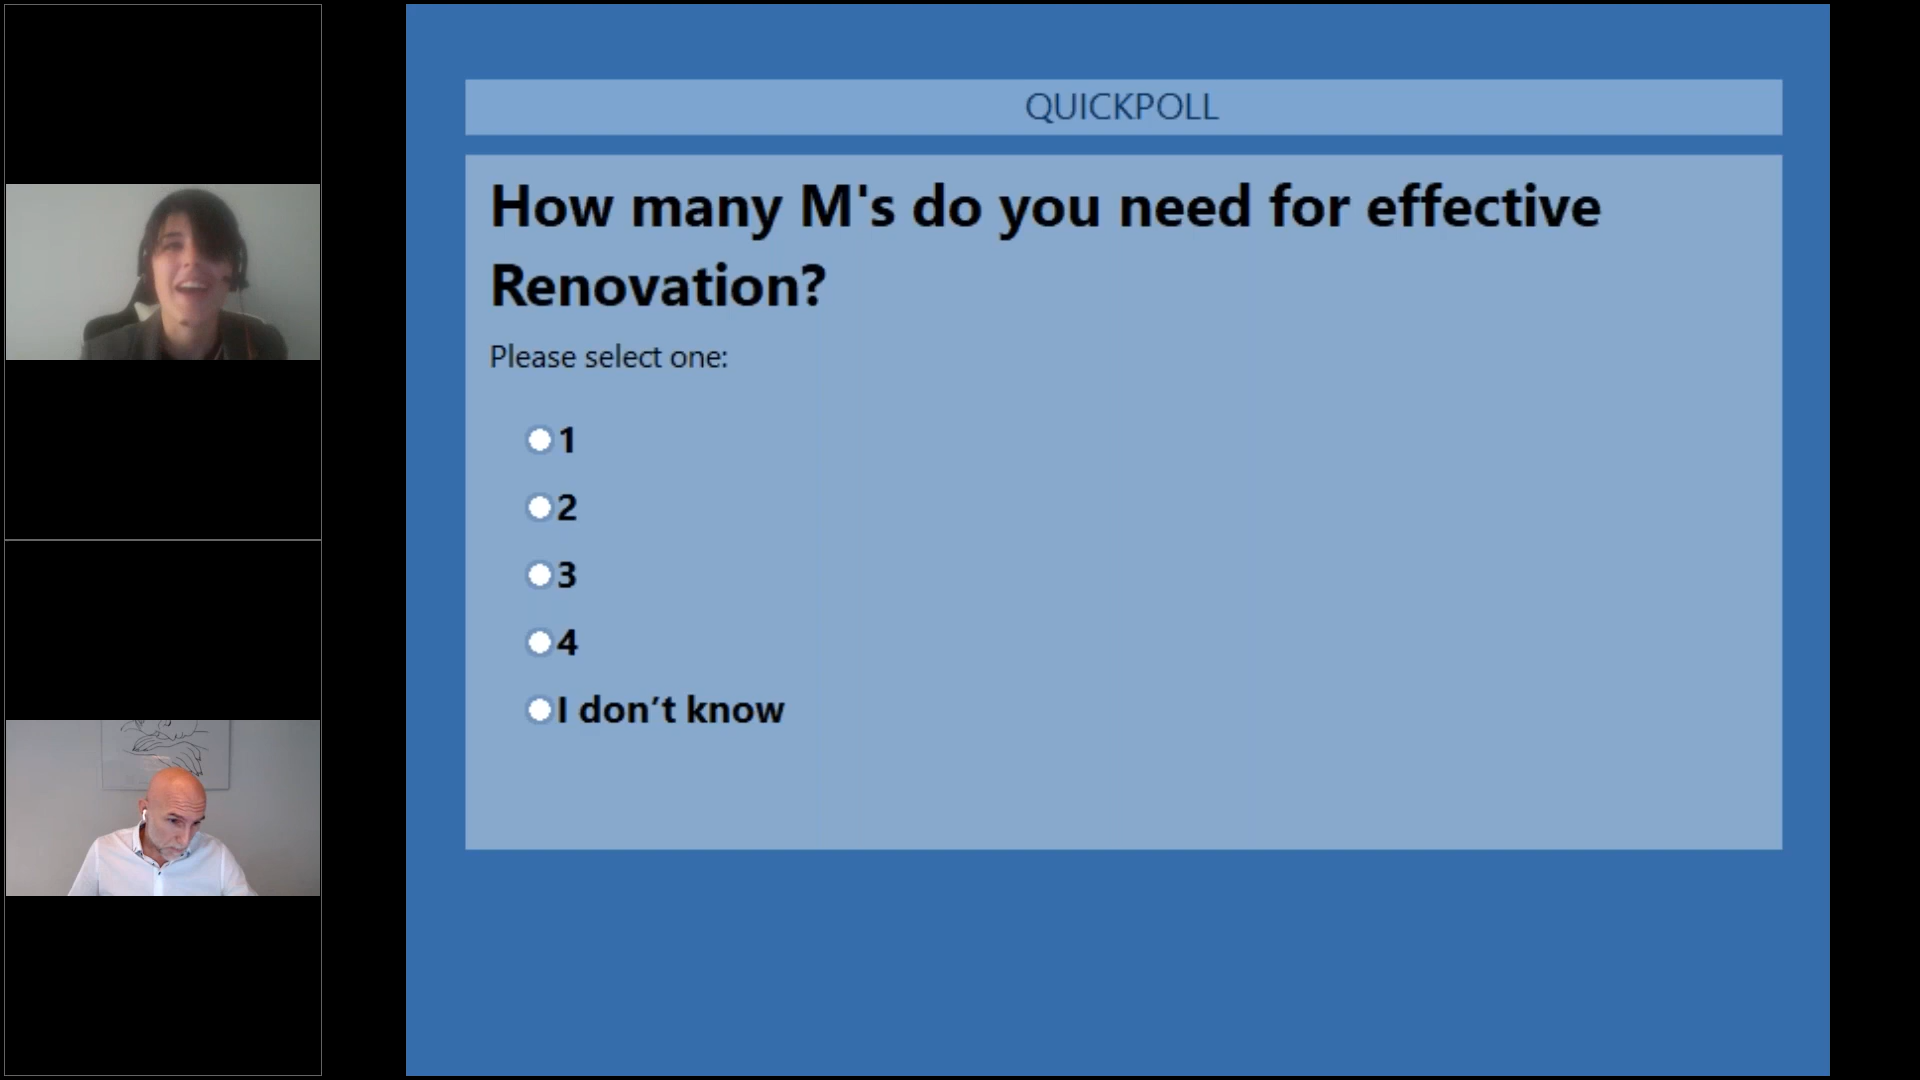 QUICKPOLL
How many M's do you need for effective
Renovation?
Please select one:
1
2
3
4
I don’t know